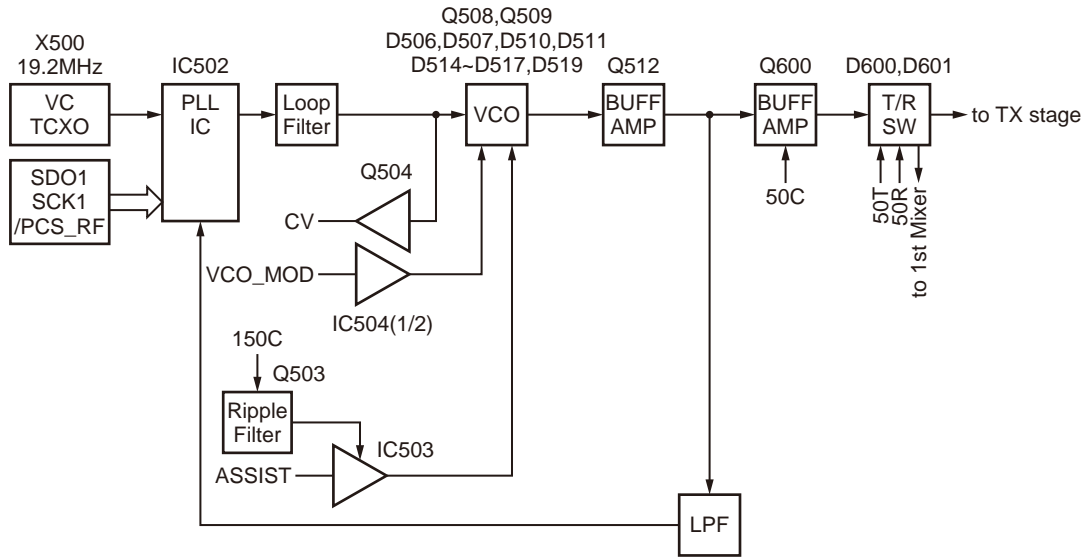 Q508,Q509
D506,D507,D510,D511
D514~D517,D519
X500
19.2MHz
IC502
Q512
Q600
D600,D601
VC
TCXO
PLL
IC
Loop
Filter
VCO
BUFF
AMP
BUFF
AMP
T/R
SW
to TX stage
SDO1
SCK1
/PCS_RF
Q504
CV
50C
50T
50R
to 1st Mixer
VCO_MOD
IC504(1/2)
150C
Q503
Ripple
Filter
IC503
ASSIST
LPF